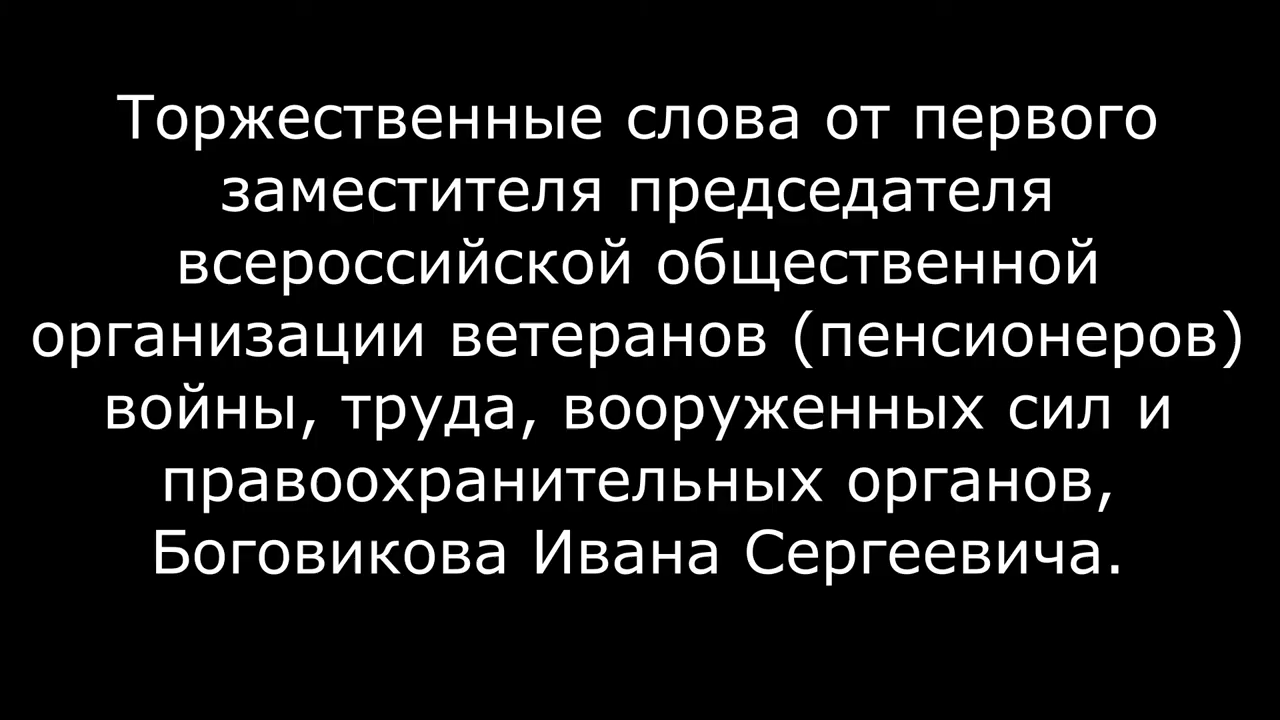 Торжественные слова от первого
заместителя председателя
всероссийской общественной
организации ветеранов (пенсионеров)
войны, труда, вооруженных сил и
правоохранительных органов,
Боговикова Ивана Сергеевича.